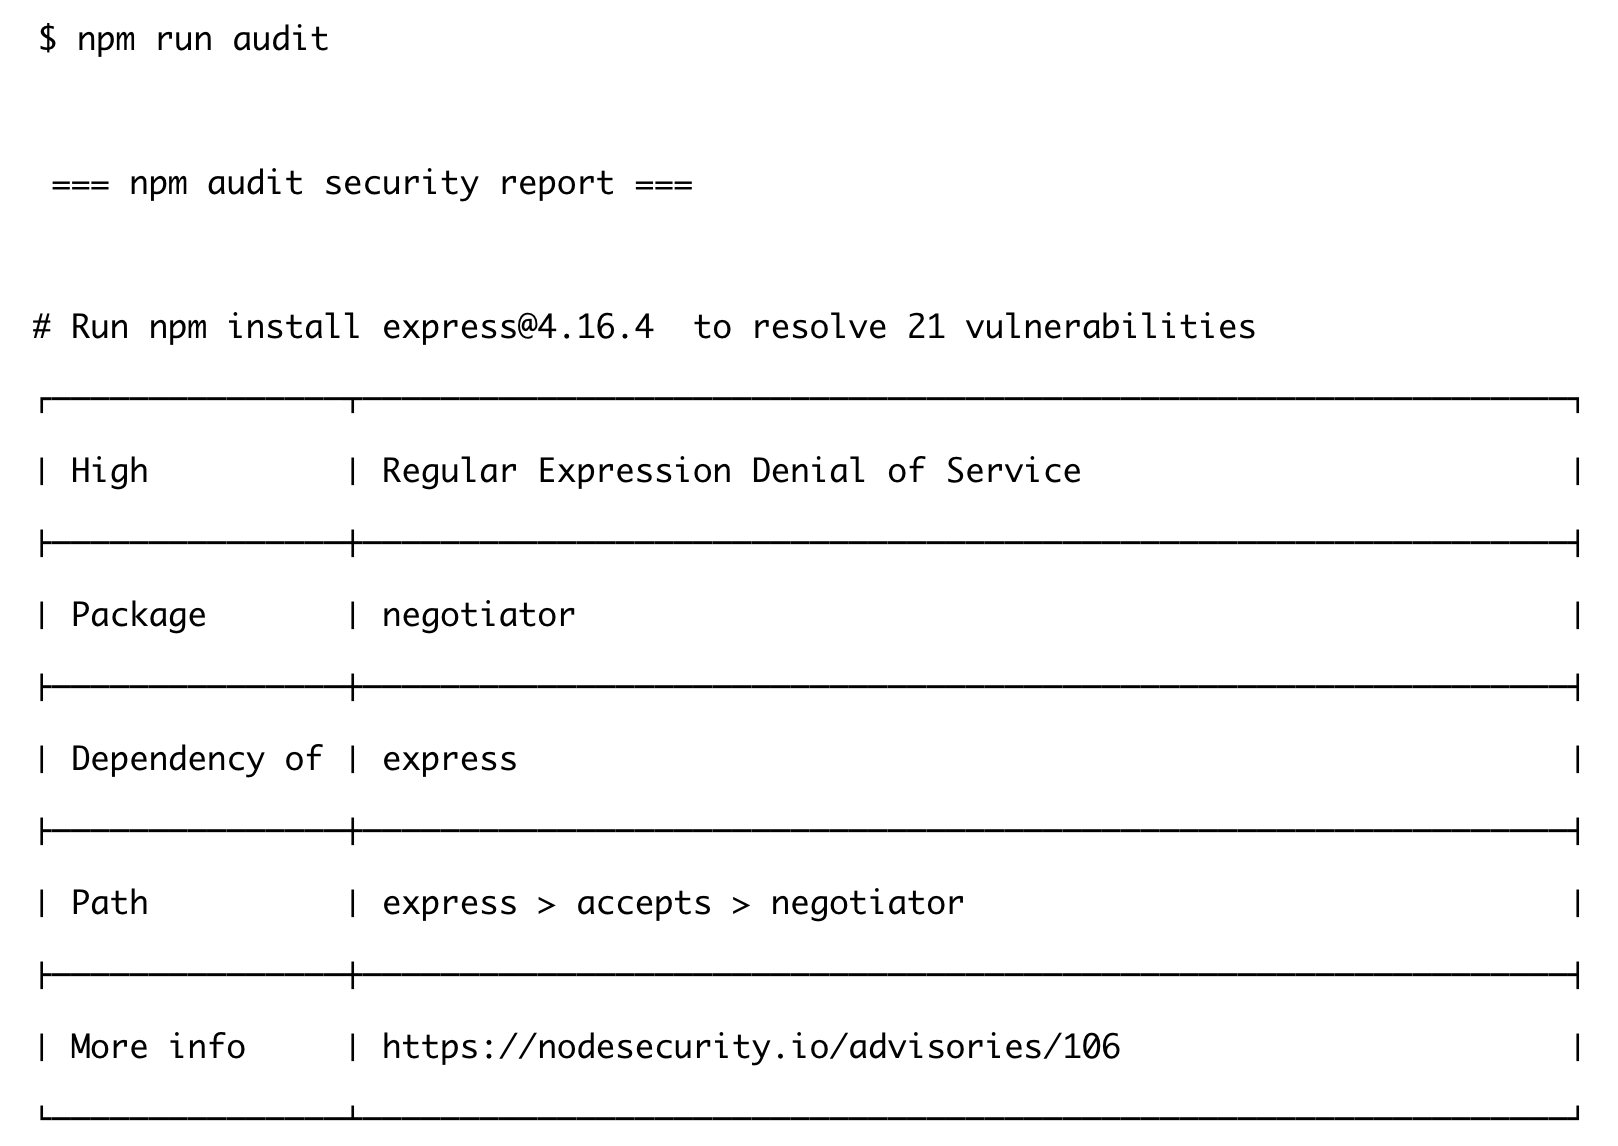 $ npm run audit
=== npm audit security report ===
# Run npm install express@4.16.4  to resolve 21 vulnerabilities
| High | Regular Expression Denial of Service |
| Package | negotiator |
| Dependency of | express |
| Path | express > accepts > negotiator |
| More info | https://nodesecurity.io/advisories/106 |